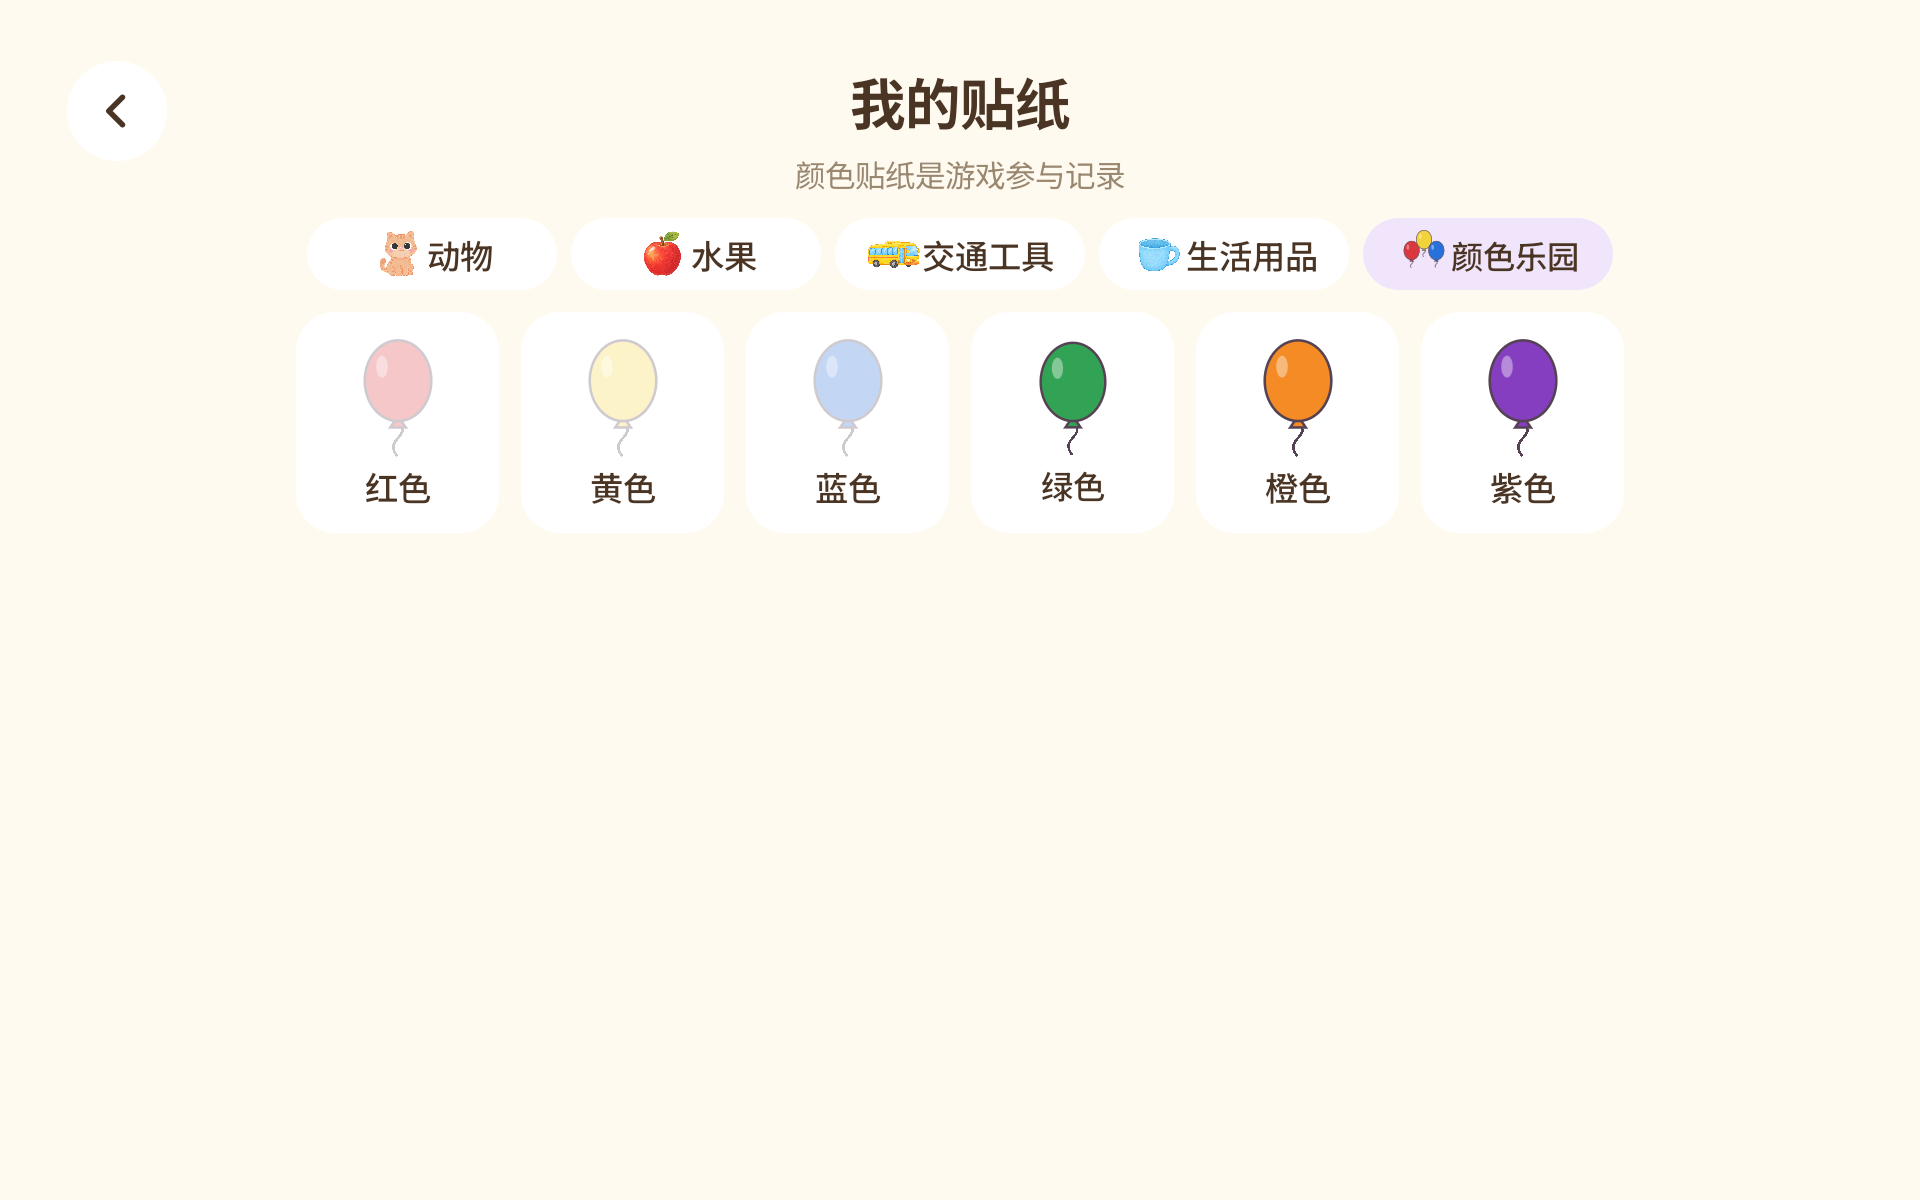 我的贴纸
颜色贴纸是游戏参与记录
动物 水果 交通工具 生活用品 颜色乐园
红色 黄色 蓝色 绿色 橙色 紫色